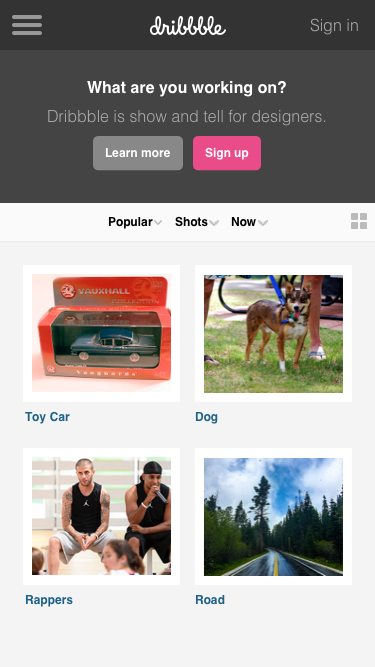 dribbble
Sign in
What are you working on?
Dribbble is show and tell for designers.
Learn more
Sign up
Popular
Shots
Now
VAUXHALL
Vanguards
Toy Car
Dog
Rappers
Road